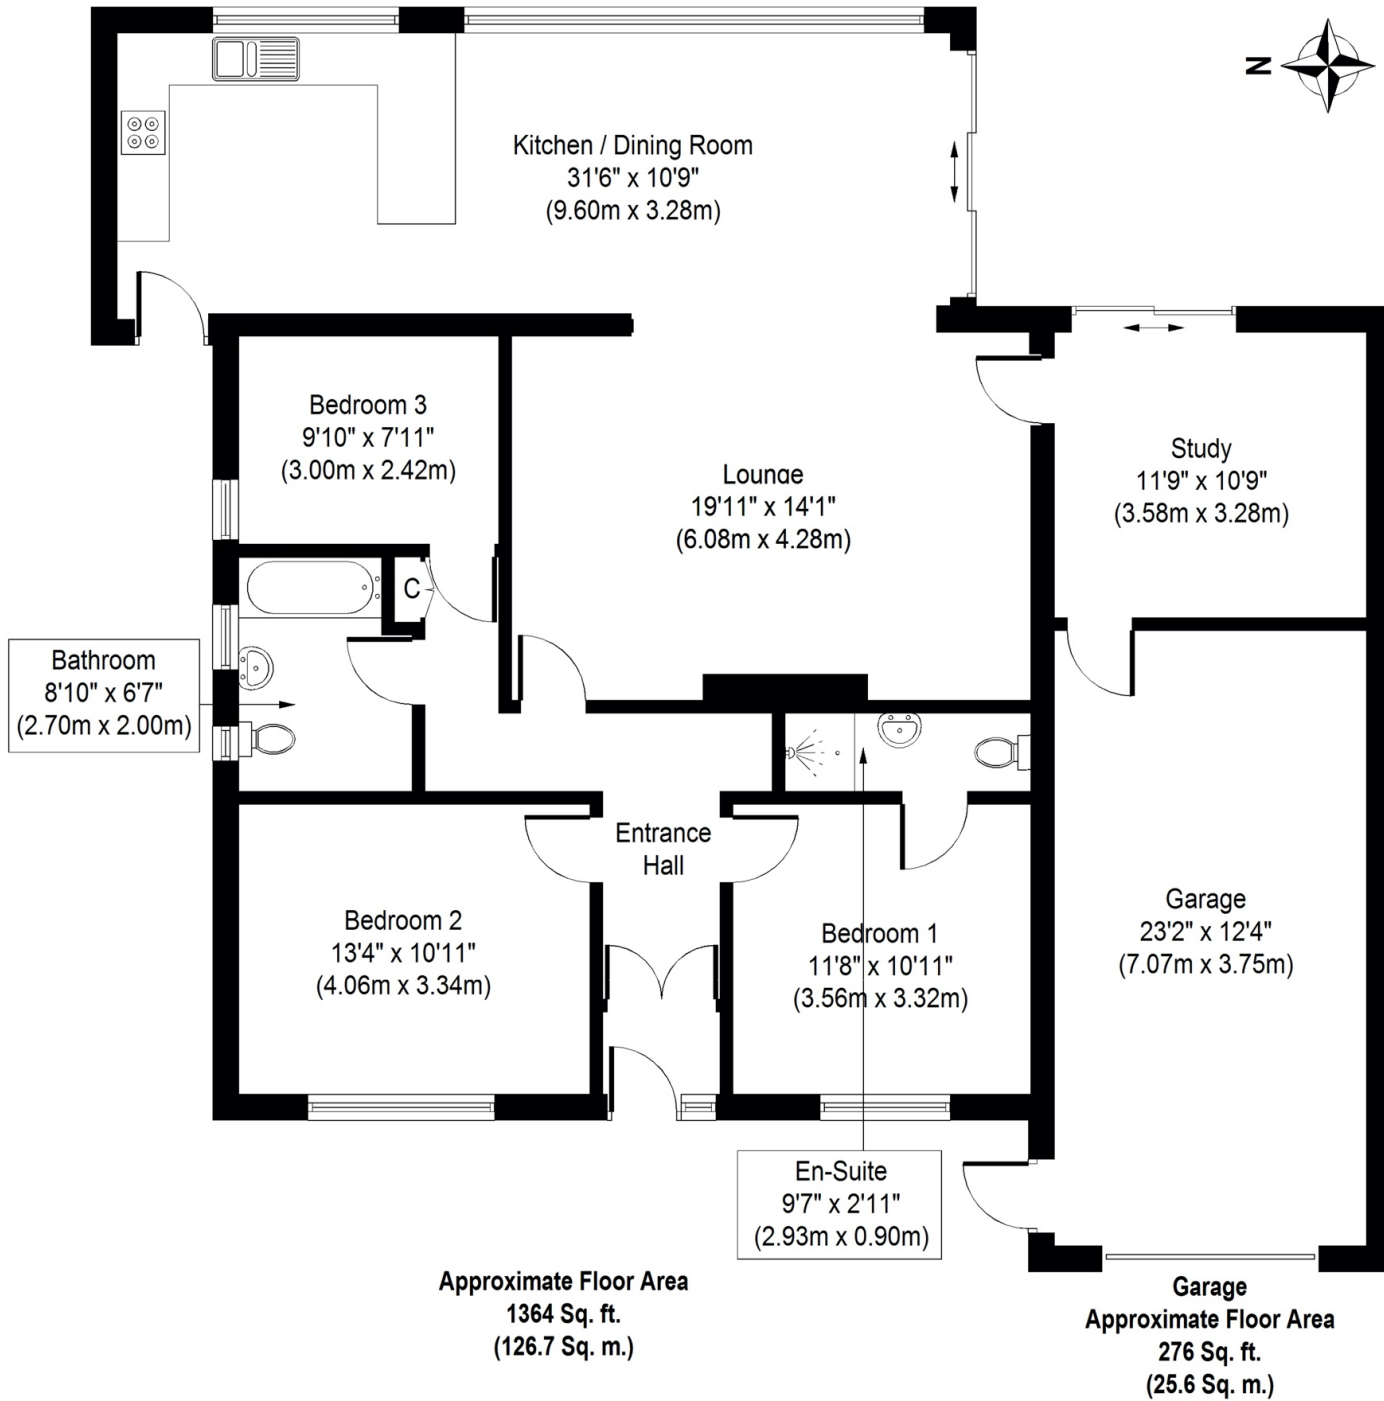 N
Kitchen / Dining Room
31'6" x 10'9"
(9.60m x 3.28m)
Bedroom 3
9'10" x 7'11"
(3.00m x 2.42m)
Lounge
19'11" x 14'1"
(6.08m x 4.28m)
Study
11'9" x 10'9"
(3.58m x 3.28m)
C
Bathroom
8'10" x 6'7"
(2.70m x 2.00m)
Entrance
Hall
Bedroom 2
13'4" x 10'11"
(4.06m x 3.34m)
Bedroom 1
11'8" x 10'11"
(3.56m x 3.32m)
Garage
23'2" x 12'4"
(7.07m x 3.75m)
En-Suite
9'7" x 2'11"
(2.93m x 0.90m)
Approximate Floor Area
1364 Sq. ft.
(126.7 Sq. m.)
Garage
Approximate Floor Area
276 Sq. ft.
(25.6 Sq. m.)